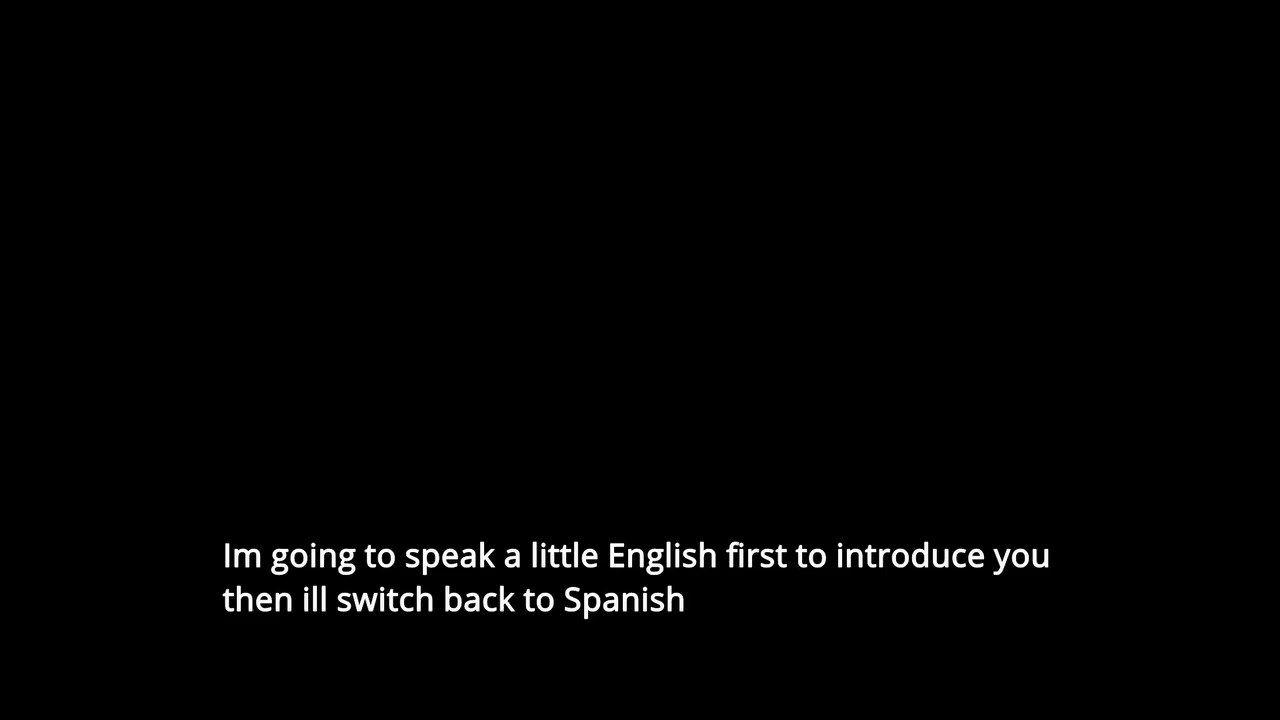 Im going to speak a little English first to introduce you
then ill switch back to Spanish